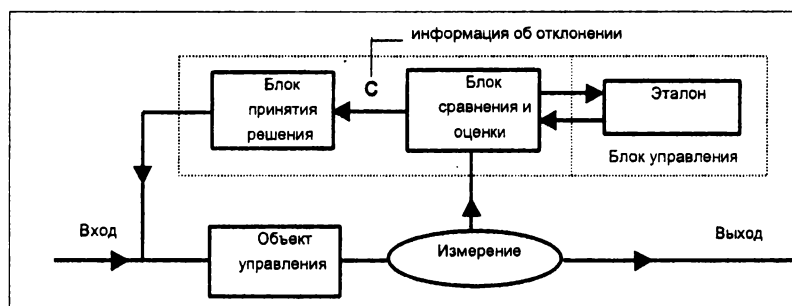 информация об отклонении
Блок
принятия
решения
С
Блок
сравнения и
оценки
Эталон
Блок управления
Вход
Объект
управления
Измерение
Выход